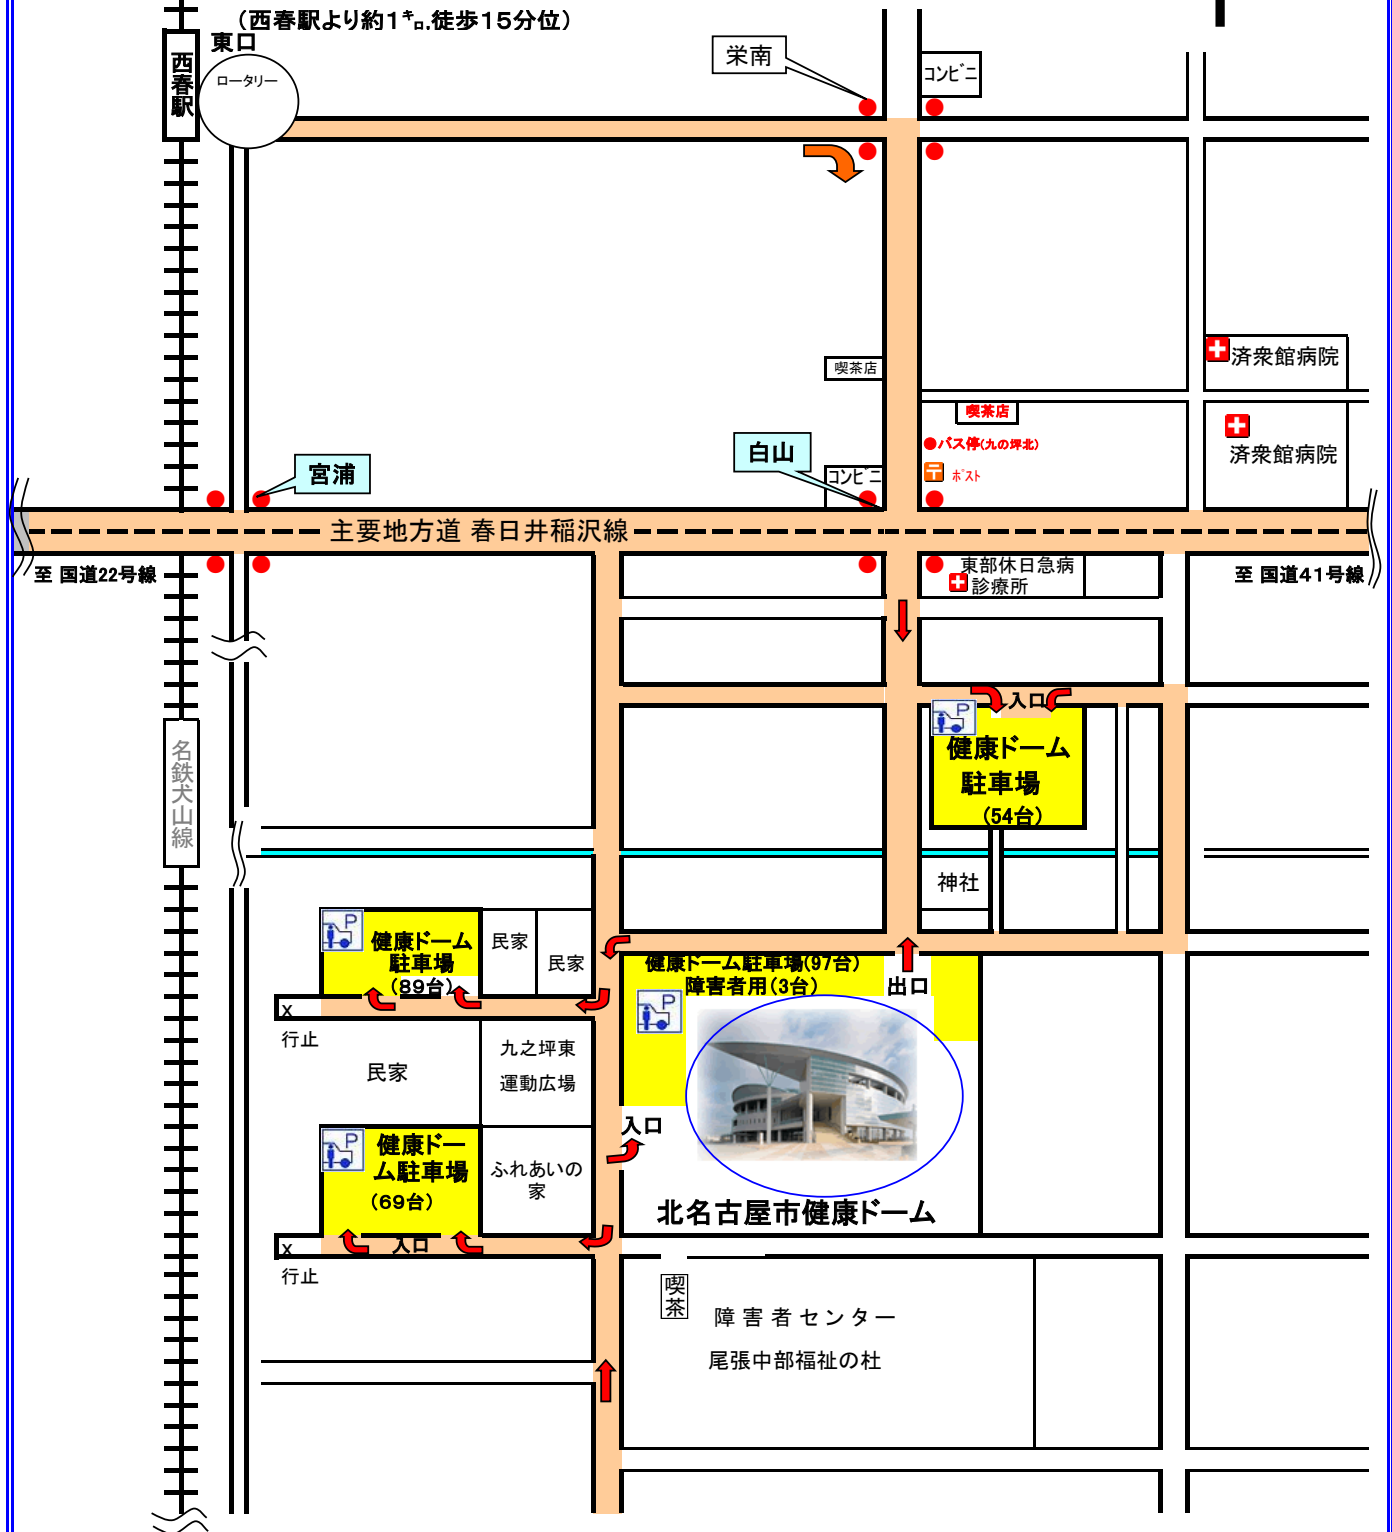 (西春駅より約1㌔.徒歩15分位)
東口
西春駅
ロータリー
栄南
コンビニ
喫茶店
済衆館病院
喫茶店
●バス停(九の坪北)
〒 ポスト
済衆館病院
宮浦
白山
コンビニ
主要地方道 春日井稲沢線
至 国道22号線
至 国道41号線
東部休日急病
診療所
入口
P
健康ドーム
駐車場
(54台)
名鉄犬山線
神社
P
健康ドーム
駐車場
(89台)
民家
民家
健康ドーム駐車場(97台)
障害者用(3台)
出口
P
x
行止
民家
九之坪東
運動広場
入口
P
健康ドー
ム駐車場
(69台)
ふれあいの
家
北名古屋市健康ドーム
入口
x
行止
喫茶
障害者センター
尾張中部福祉の杜